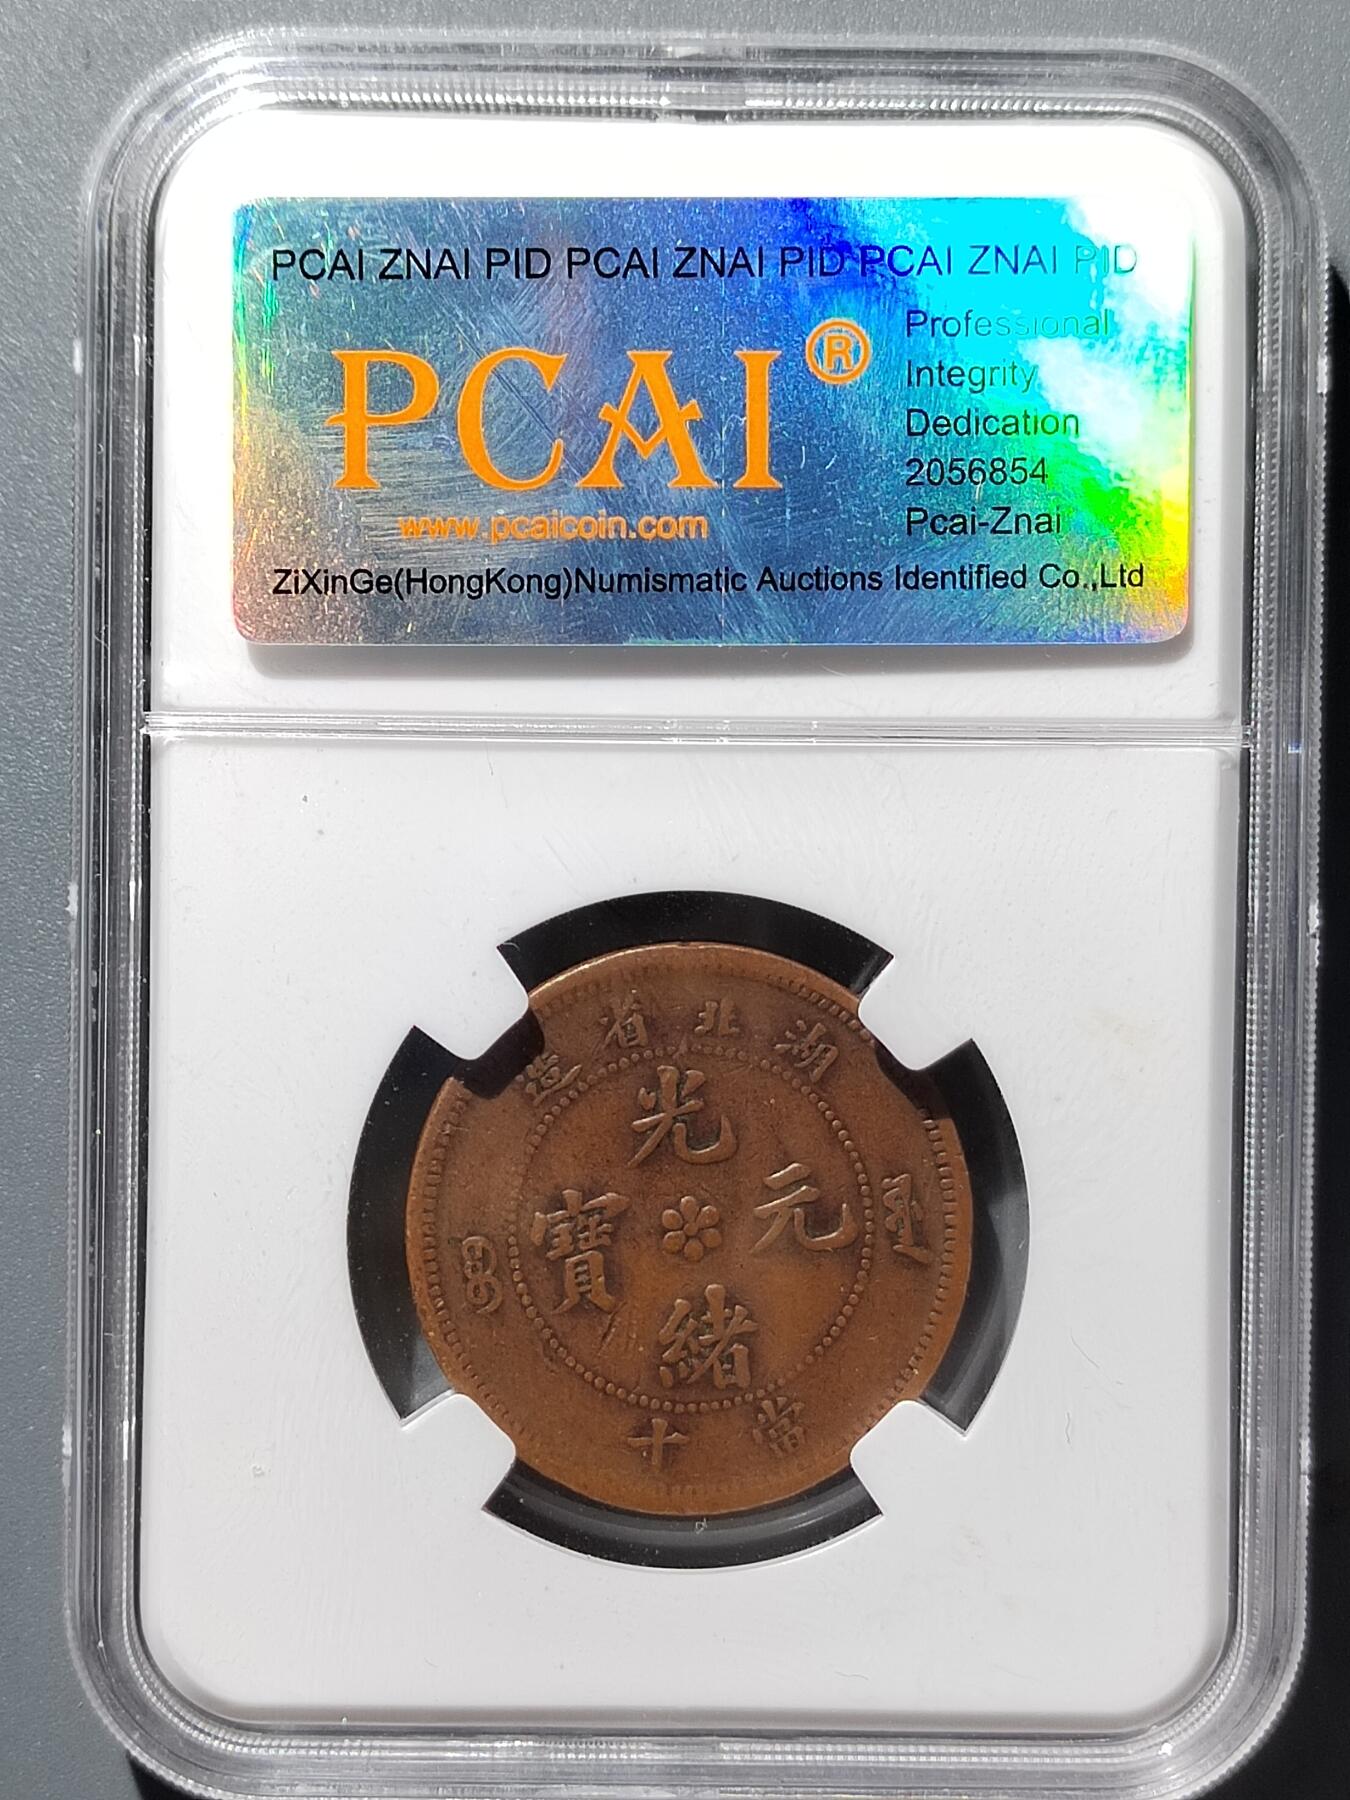 PCAI ZNAI PID PCAI ZNAI PID PCAI ZNAI PID
PCAI®
Professional
Integrity
Dedication
2056854
Pcai-Znai
www.pcaicoin.com
ZiXinGe(HongKong)Numismatic Auctions Identified Co.,Ltd
湖北省造
光緒元寶
當十